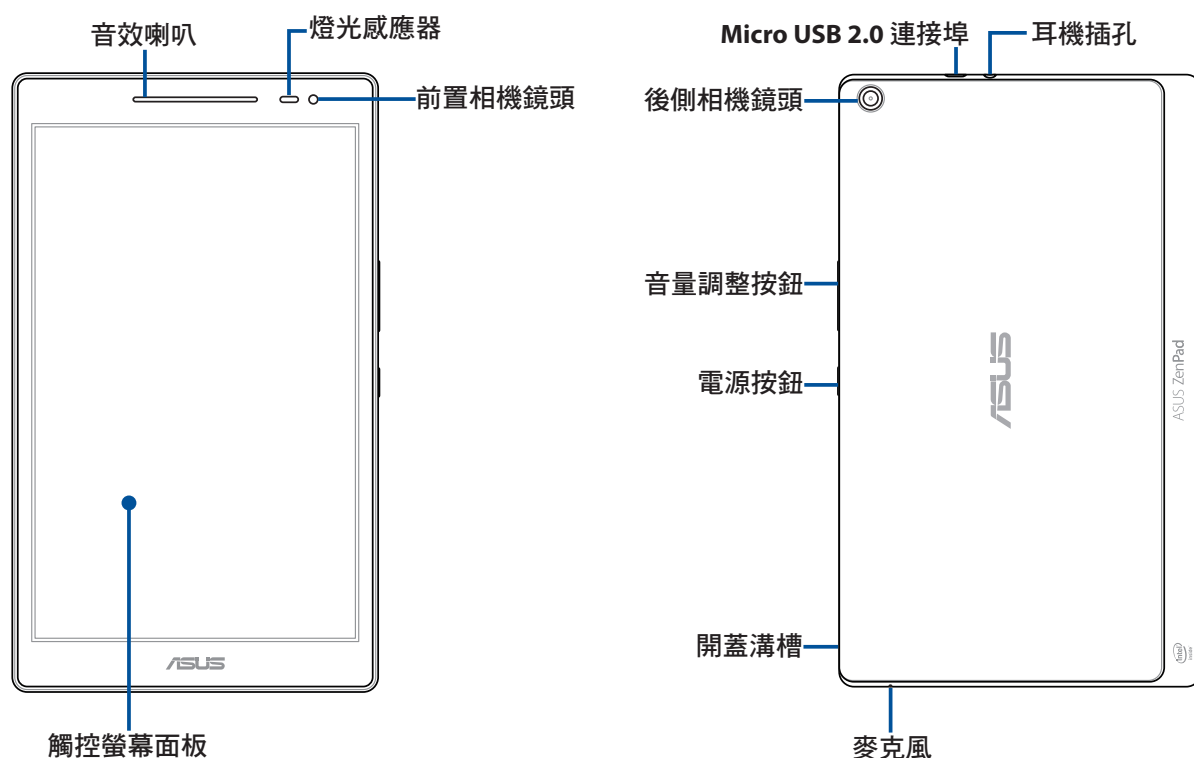 音效喇叭
燈光感應器
前置相機鏡頭
ASUS
觸控螢幕面板
Micro USB 2.0 連接埠
耳機插孔
後側相機鏡頭
音量調整按鈕
電源按鈕
開蓋溝槽
麥克風
ASUS
ASUS ZenPad
intel
inside